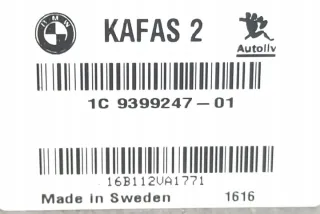 KAFAS 2
Autoliv
1C 9399247-01
16B112VA1771
Made in Sweden 1616